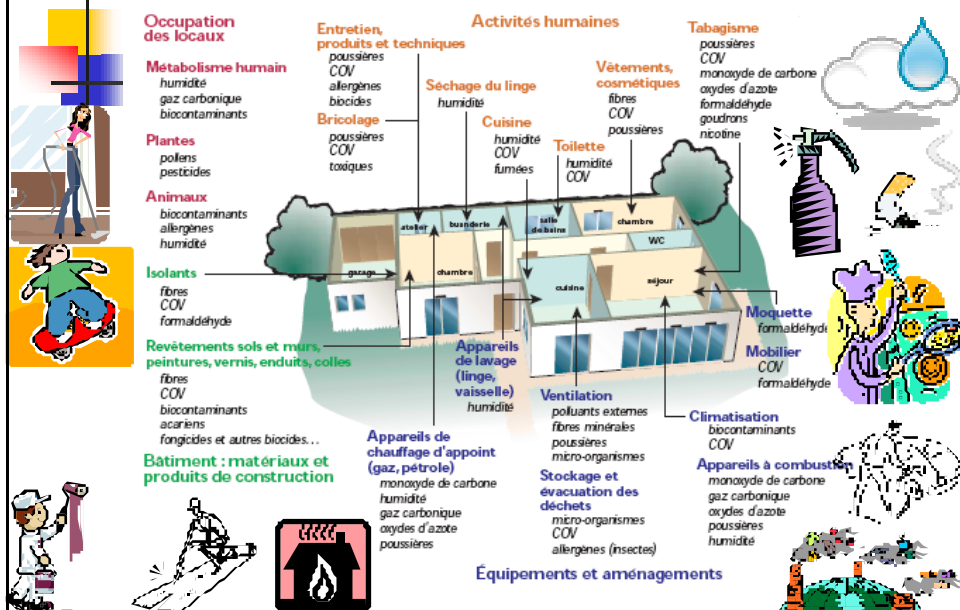 Occupation
des locaux
Métabolisme humain
humidité
gaz carbonique
biocontaminants
Plantes
pollens
pesticides
Animaux
biocontaminants
allergènes
humidité
Isolants
fibres
COV
formaldéhyde
Revêtements sols et murs,
peintures, vernis, enduits, colles
fibres
COV
biocontaminants
acariens
fongicides et autres biocides…
Bâtiment : matériaux et
produits de construction
Activités humaines
Entretien,
produits et techniques
poussières
COV
allergènes
biocides
Bricolage
poussières
COV
toxiques
Séchage du linge
humidité
Cuisine
humidité
COV
fumées
Toilette
humidité
COV
Vêtements,
cosmétiques
fibres
COV
poussières
Tabagisme
poussières
COV
monoxyde de carbone
oxydes d'azote
formaldéhyde
goudrons
nicotine
atelier
buanderie
salle
de bains
chambre
WC
garage
chambre
cuisine
séjour
Appareils
de lavage
(linge,
vaisselle)
humidité
Appareils de
chauffage d'appoint
(gaz, pétrole)
monoxyde de carbone
humidité
gaz carbonique
oxydes d'azote
poussières
Ventilation
polluants externes
fibres minérales
poussières
micro-organismes
Stockage et
évacuation des
déchets
micro-organismes
COV
allergènes (insectes)
Moquette
formaldéhyde
Mobilier
COV
formaldéhyde
Climatisation
biocontaminants
COV
Appareils à combustion
monoxyde de carbone
gaz carbonique
oxydes d'azote
poussières
humidité
Équipements et aménagements